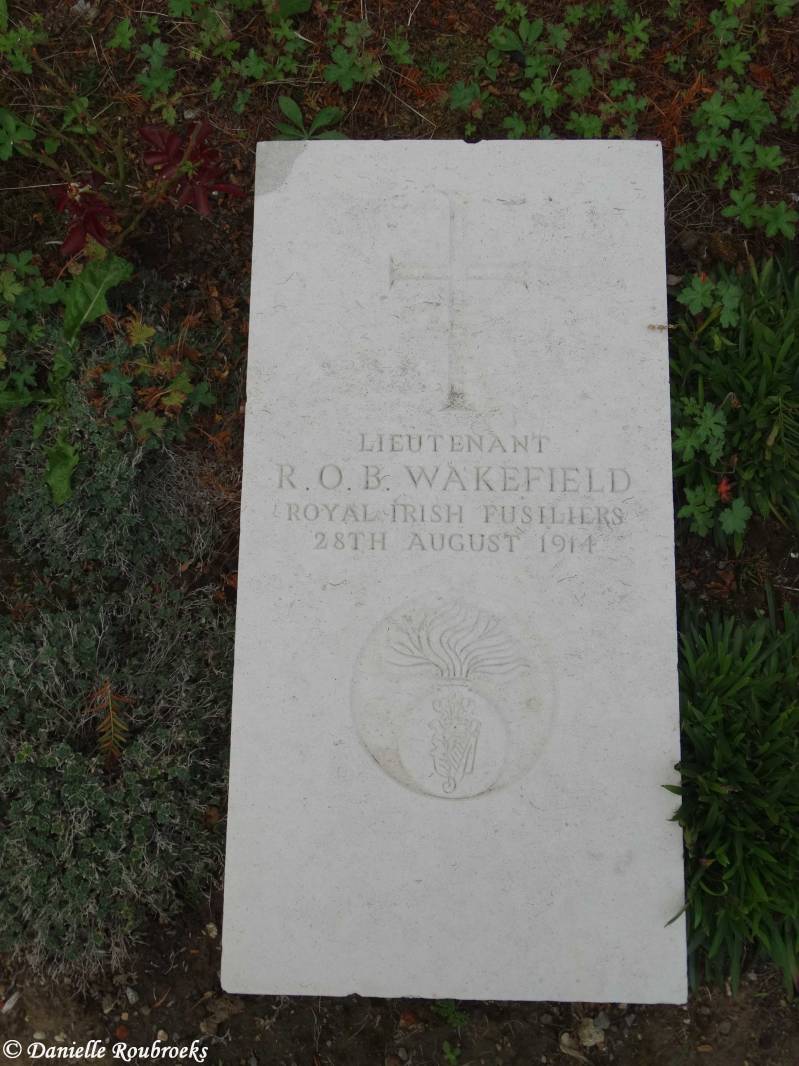 LIEUTENANT
R. O. B. WAKEFIELD
ROYAL IRISH FUSILIERS
28TH AUGUST 1914
© Danielle Roubroeks